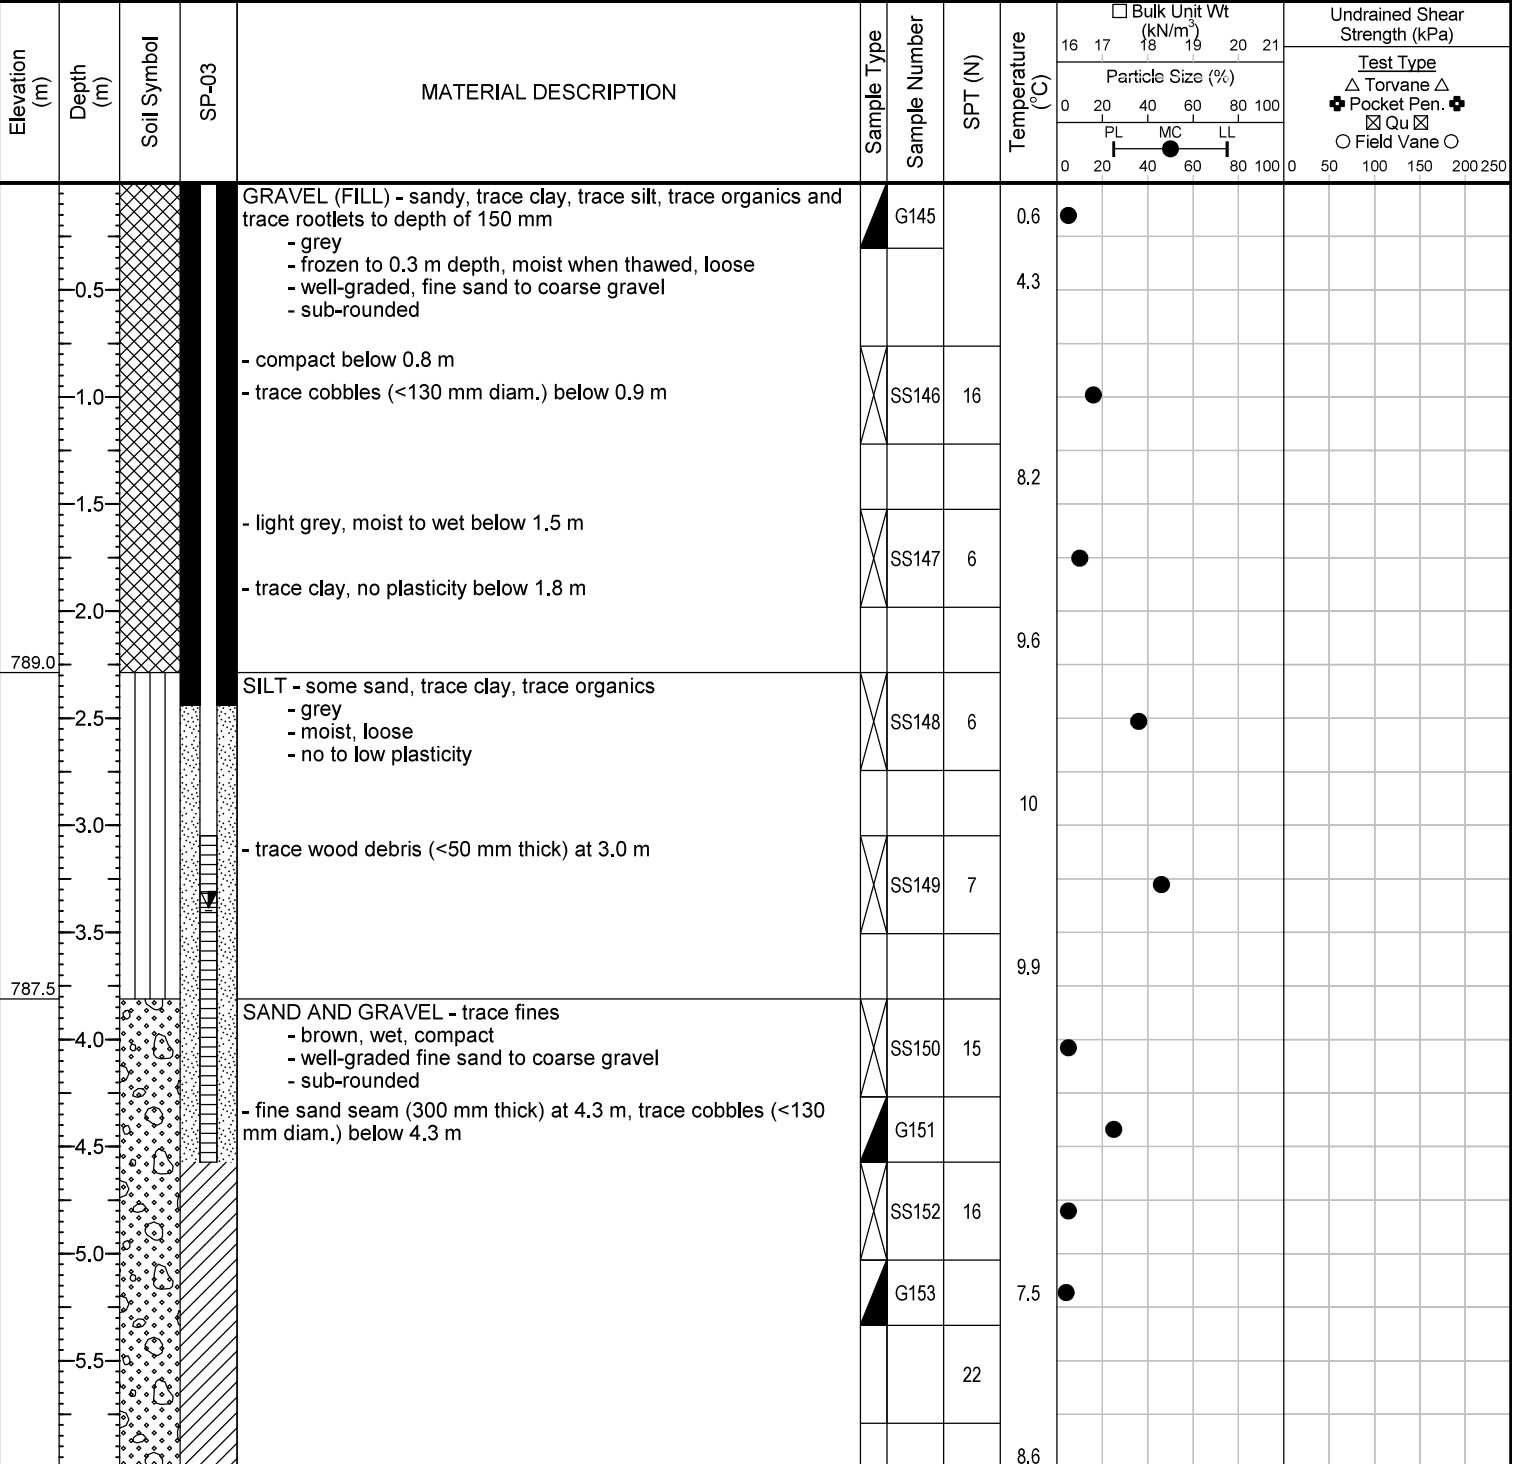 Elevation
(m)
Depth
(m)
Soil Symbol
SP-03
MATERIAL DESCRIPTION
Sample Type
Sample Number
SPT (N)
Temperature
(°C)
□ Bulk Unit Wt
(kN/m³)
16 17 18 19 20 21
Particle Size (%)
0 20 40 60 80 100
PL MC LL
0 20 40 60 80 100
Undrained Shear
Strength (kPa)
Test Type
△ Torvane △
✚ Pocket Pen. ✚
☒ Qu ☒
○ Field Vane ○
0 50 100 150 200 250
GRAVEL (FILL) - sandy, trace clay, trace silt, trace organics and
trace rootlets to depth of 150 mm
- grey
- frozen to 0.3 m depth, moist when thawed, loose
- well-graded, fine sand to coarse gravel
- sub-rounded
G145
0.6
4.3
0.5
- compact below 0.8 m
- trace cobbles (<130 mm diam.) below 0.9 m
1.0
SS146 16
8.2
1.5
- light grey, moist to wet below 1.5 m
SS147 6
- trace clay, no plasticity below 1.8 m
2.0
9.6
789.0
SILT - some sand, trace clay, trace organics
- grey
- moist, loose
- no to low plasticity
2.5
SS148 6
10
3.0
- trace wood debris (<50 mm thick) at 3.0 m
SS149 7
3.5
9.9
787.5
SAND AND GRAVEL - trace fines
- brown, wet, compact
- well-graded fine sand to coarse gravel
- sub-rounded
4.0
SS150 15
- fine sand seam (300 mm thick) at 4.3 m, trace cobbles (<130
mm diam.) below 4.3 m
G151
4.5
SS152 16
5.0
G153
7.5
5.5
22
8.6